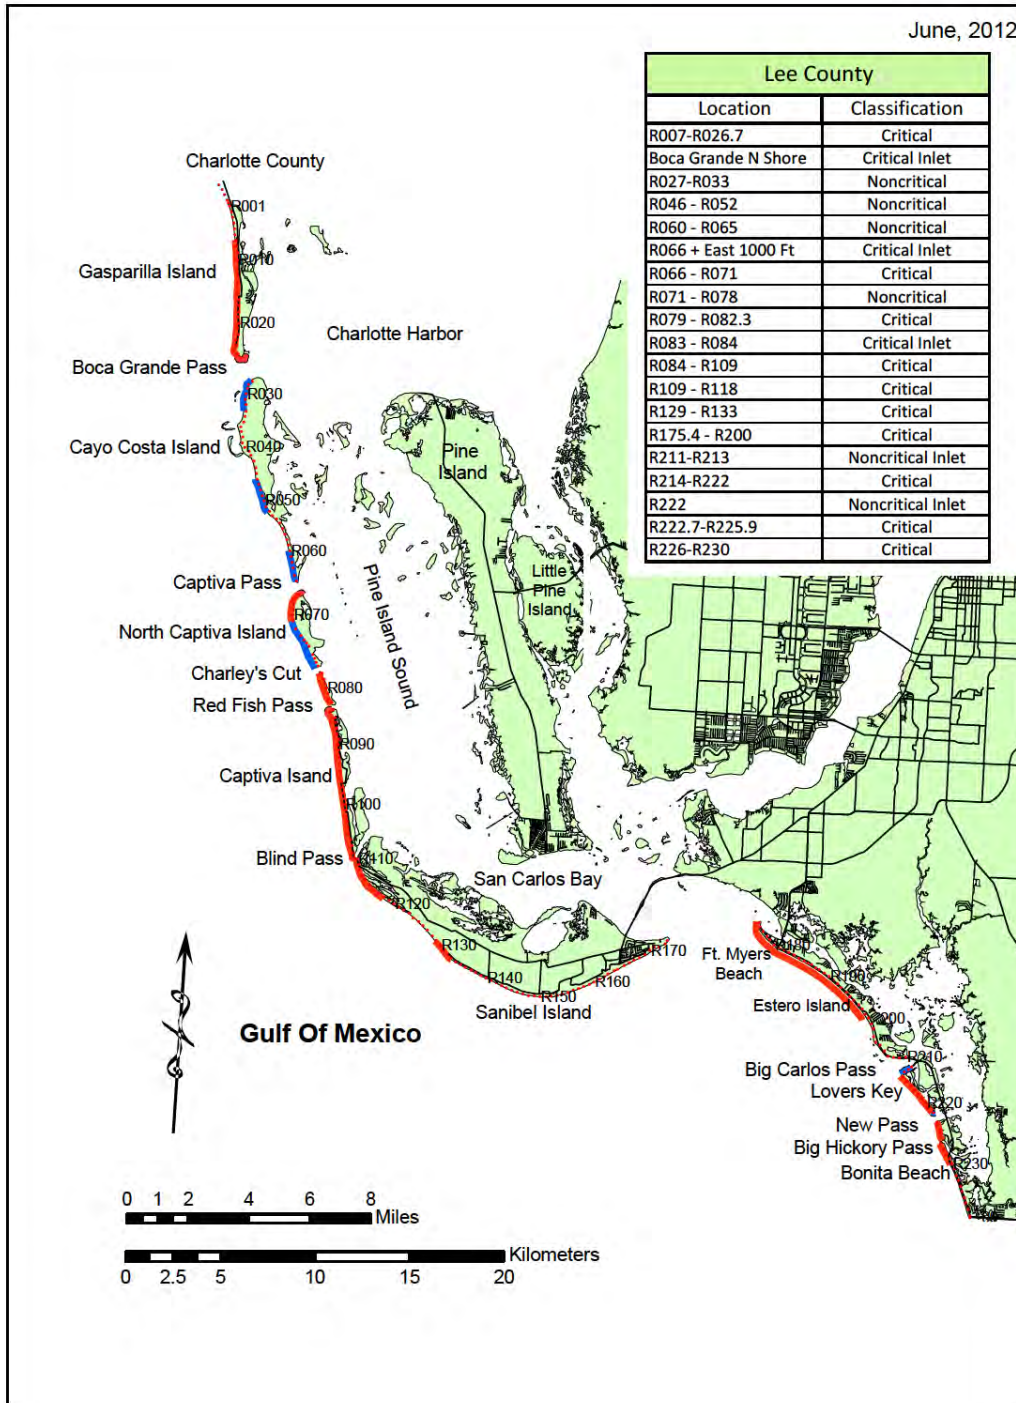 June, 2012
Lee County
Location Classification
R007-R026.7 Critical
Boca Grande N Shore Critical Inlet
R027-R033 Noncritical
R046 - R052 Noncritical
R060 - R065 Noncritical
R066 + East 1000 Ft Critical Inlet
R066 - R071 Critical
R071 - R078 Noncritical
R079 - R082.3 Critical
R083 - R084 Critical Inlet
R084 - R109 Critical
R109 - R118 Critical
R129 - R133 Critical
R175.4 - R200 Critical
R211-R213 Noncritical Inlet
R214-R222 Critical
R222 Noncritical Inlet
R222.7-R225.9 Critical
R226-R230 Critical
Charlotte County
R001
R010
Gasparilla Island
R020
Charlotte Harbor
Boca Grande Pass
R030
Cayo Costa Island
R040
Pine
Island
R050
R060
Captiva Pass
Little
Pine
Island
Pine Island Sound
R070
North Captiva Island
Charley's Cut
R080
Red Fish Pass
R090
Captiva Isand
R100
Blind Pass
R410
San Carlos Bay
R120
R130
R140
R150
R160
R170
Sanibel Island
Ft. Myers
Beach
R180
R190
Estero Island
R200
Gulf Of Mexico
R210
Big Carlos Pass
Lovers Key
R220
New Pass
Big Hickory Pass
R230
Bonita Beach
0 1 2 4 6 8
Miles
Kilometers
0 2.5 5 10 15 20